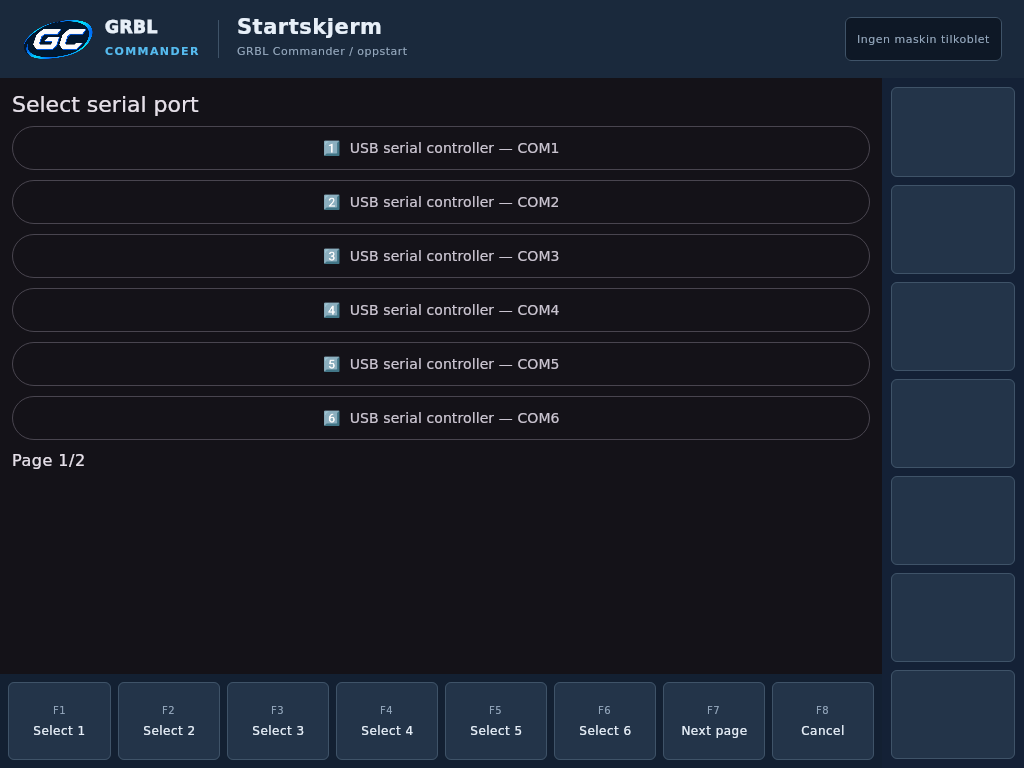 GC
GRBL
COMMANDER
Startskjerm
GRBL Commander / oppstart
Ingen maskin tilkoblet
Select serial port
1 USB serial controller — COM1
2 USB serial controller — COM2
3 USB serial controller — COM3
4 USB serial controller — COM4
5 USB serial controller — COM5
6 USB serial controller — COM6
Page 1/2
F1
Select 1
F2
Select 2
F3
Select 3
F4
Select 4
F5
Select 5
F6
Select 6
F7
Next page
F8
Cancel